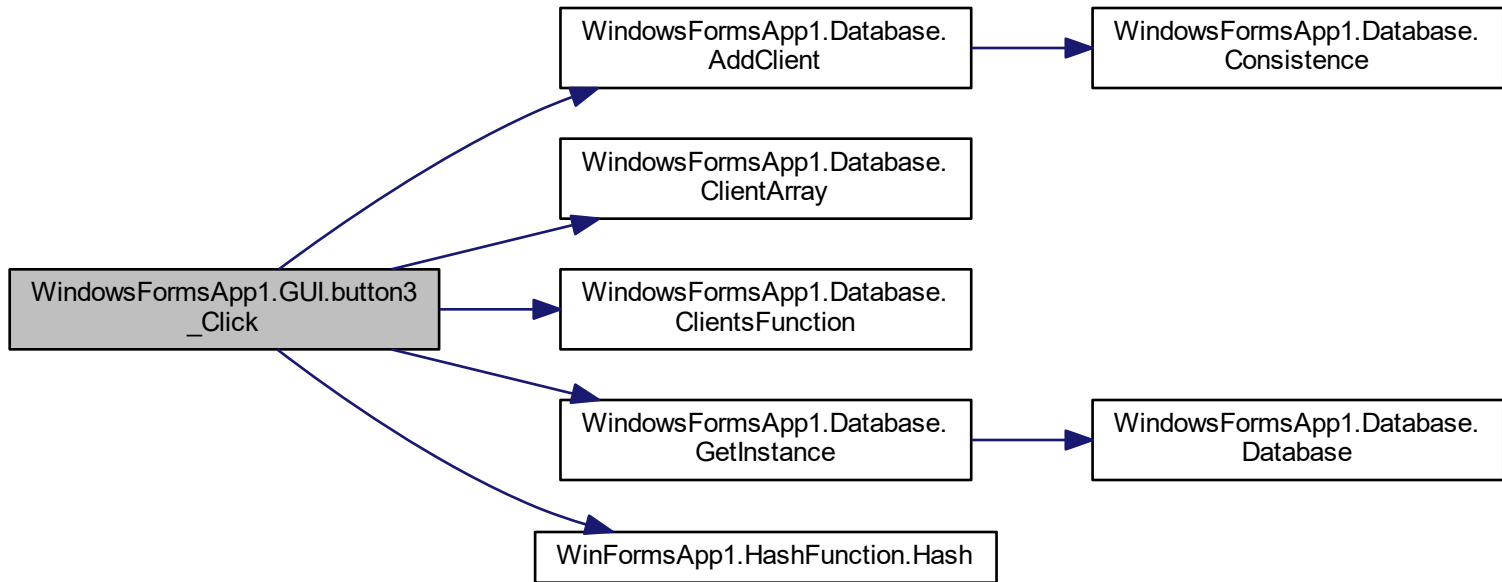 WindowsFormsApp1.Database.
AddClient
WindowsFormsApp1.Database.
Consistence
WindowsFormsApp1.Database.
ClientArray
WindowsFormsApp1.GUI.button3
_Click
WindowsFormsApp1.Database.
ClientsFunction
WindowsFormsApp1.Database.
GetInstance
WindowsFormsApp1.Database.
Database
WinFormsApp1.HashFunction.Hash